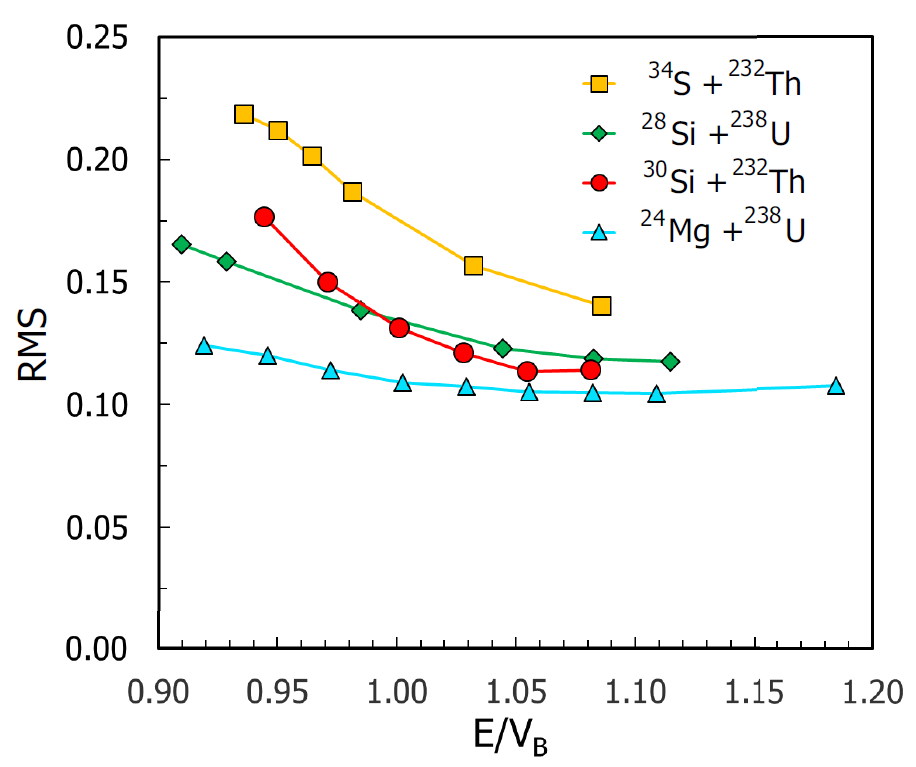 0.25
0.20
0.15
0.10
0.05
0.00
RMS
³⁴S + ²³²Th
²⁸Si + ²³⁸U
³⁰Si + ²³²Th
²⁴Mg + ²³⁸U
0.90 0.95 1.00 1.05 1.10 1.15 1.20
E/V_B